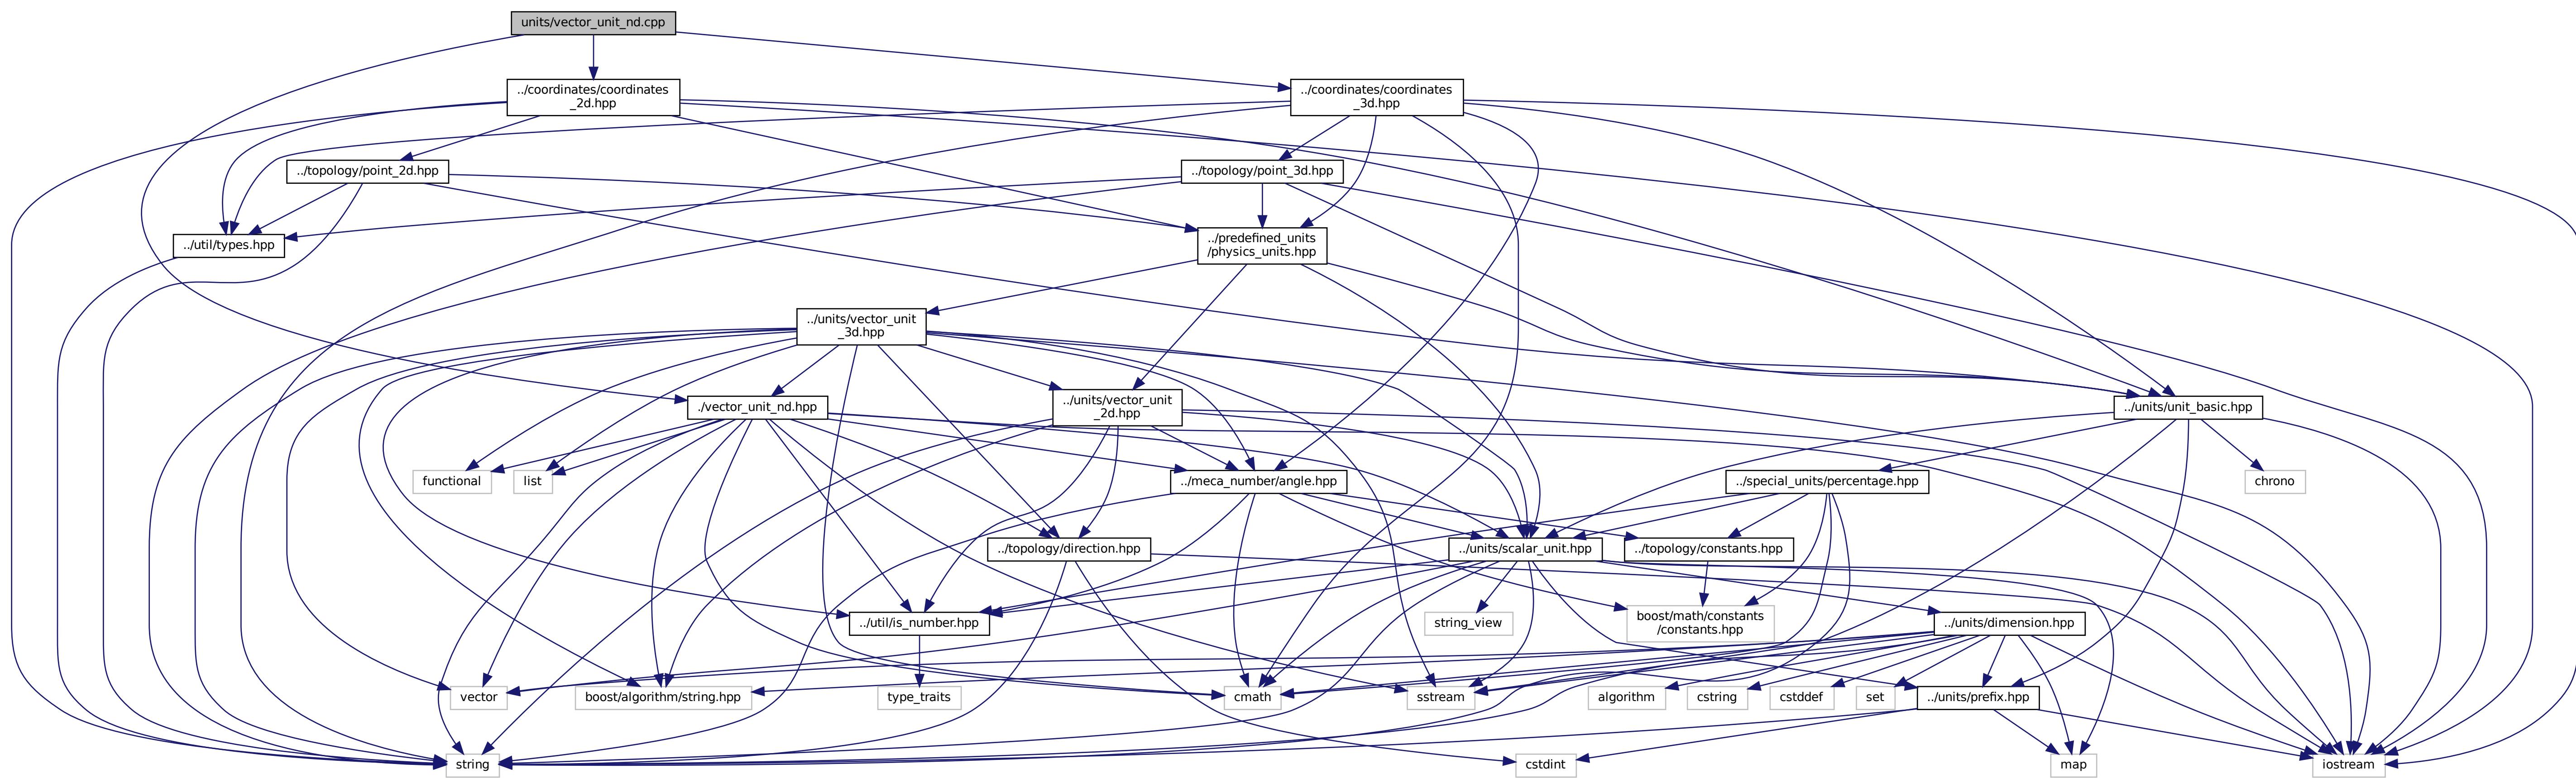 units/vector_unit_nd.cpp
../coordinates/coordinates
_2d.hpp
../coordinates/coordinates
_3d.hpp
../topology/point_2d.hpp
../topology/point_3d.hpp
../util/types.hpp
../predefined_units
/physics_units.hpp
../units/vector_unit
_3d.hpp
./vector_unit_nd.hpp
../units/vector_unit
_2d.hpp
../units/unit_basic.hpp
functional
list
../meca_number/angle.hpp
../special_units/percentage.hpp
chrono
../topology/direction.hpp
../units/scalar_unit.hpp
../topology/constants.hpp
../util/is_number.hpp
string_view
boost/math/constants
/constants.hpp
../units/dimension.hpp
vector
boost/algorithm/string.hpp
type_traits
cmath
sstream
algorithm
cstring
cstddef
set
../units/prefix.hpp
string
cstdint
map
iostream